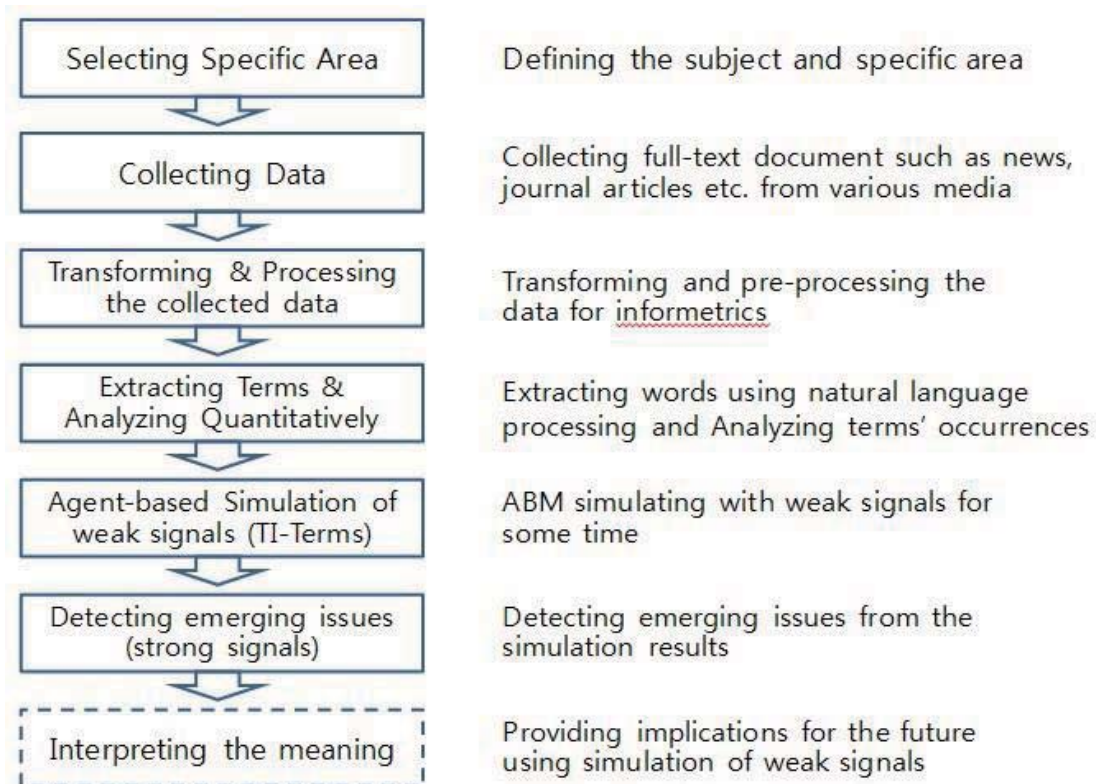 Selecting Specific Area
Defining the subject and specific area
Collecting Data
Collecting full-text document such as news,
journal articles etc. from various media
Transforming & Processing
the collected data
Transforming and pre-processing the
data for informetrics
Extracting Terms &
Analyzing Quantitatively
Extracting words using natural language
processing and Analyzing terms’ occurrences
Agent-based Simulation of
weak signals (TI-Terms)
ABM simulating with weak signals for
some time
Detecting emerging issues
(strong signals)
Detecting emerging issues from the
simulation results
Interpreting the meaning
Providing implications for the future
using simulation of weak signals